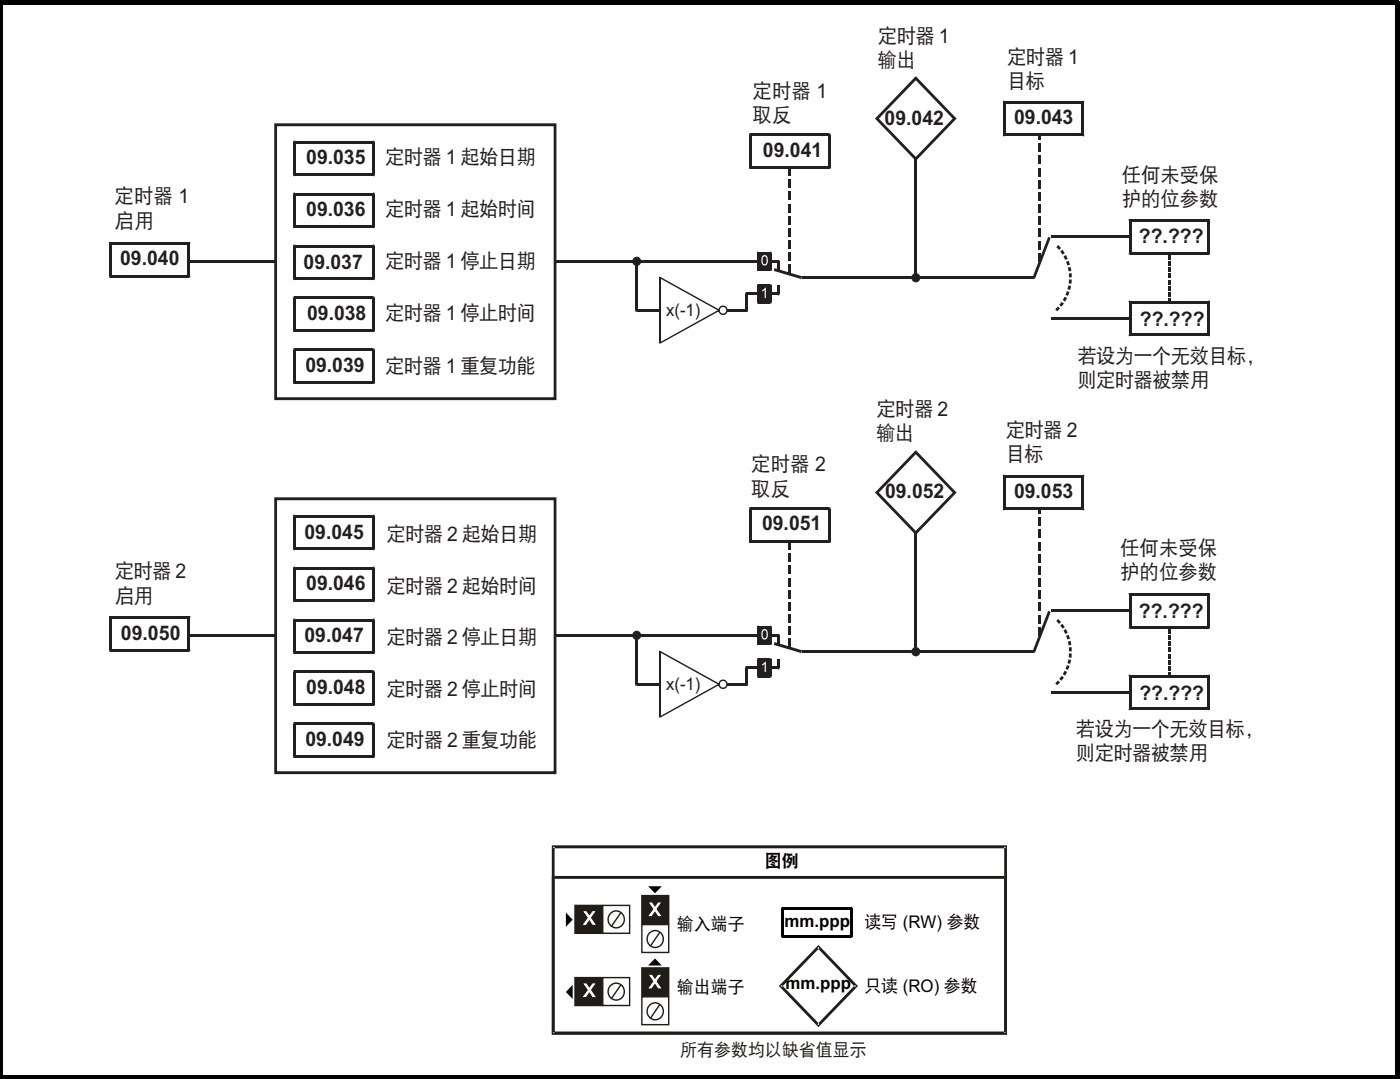 定时器 1
启用
09.040
09.035 定时器 1 起始日期
09.036 定时器 1 起始时间
09.037 定时器 1 停止日期
09.038 定时器 1 停止时间
09.039 定时器 1 重复功能
x(-1)
0
1
定时器 1
取反
09.041
定时器 1
输出
09.042
定时器 1
目标
09.043
任何未受保
护的位参数
??.???
??.???
若设为一个无效目标,
则定时器被禁用
定时器 2
启用
09.050
09.045 定时器 2 起始日期
09.046 定时器 2 起始时间
09.047 定时器 2 停止日期
09.048 定时器 2 停止时间
09.049 定时器 2 重复功能
x(-1)
0
1
定时器 2
取反
09.051
定时器 2
输出
09.052
定时器 2
目标
09.053
任何未受保
护的位参数
??.???
??.???
若设为一个无效目标,
则定时器被禁用
图例
X X 输入端子 mm.ppp 读写 (RW) 参数
X X 输出端子 mm.ppp 只读 (RO) 参数
所有参数均以缺省值显示